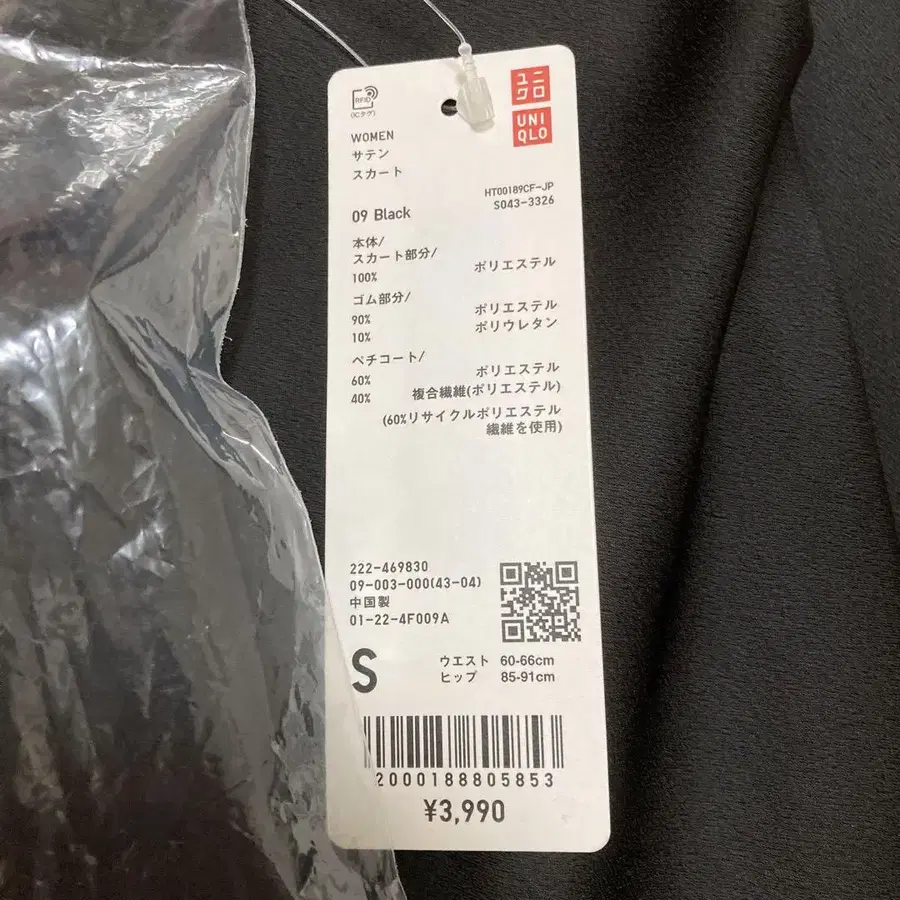 RFID
(ICタグ)
ユニ
クロ
UNI
QLO
WOMEN
サテン
スカート
HT00189CF-JP
S043-3326
09 Black
本体/
スカート部分/
100% ポリエステル
ゴム部分/
90% ポリエステル
10% ポリウレタン
ペチコート/
60% ポリエステル
40% 複合繊維(ポリエステル)
(60%リサイクルポリエステル
繊維を使用)
222-469830
09-003-000(43-04)
中国製
01-22-4F009A
S
ウエスト 60-66cm
ヒップ 85-91cm
2000188805853
¥3,990